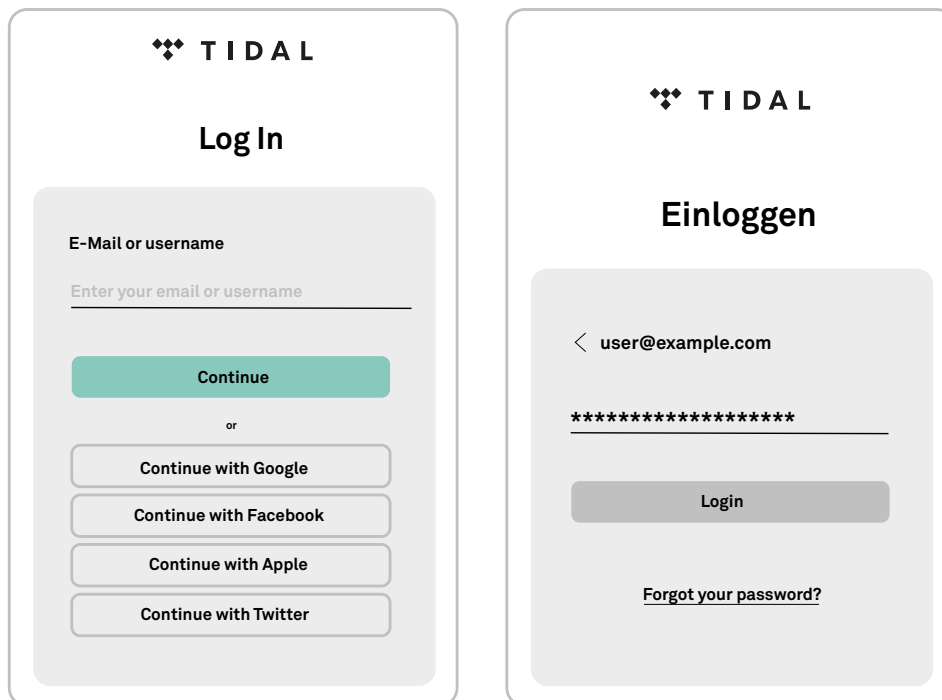 TIDAL
Log In
E-Mail or username
Enter your email or username
Continue
or
Continue with Google
Continue with Facebook
Continue with Apple
Continue with Twitter
TIDAL
Einloggen
user@example.com
*******************
Login
Forgot your password?